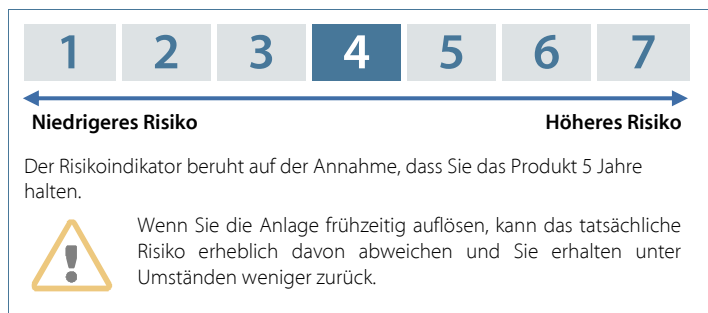 1 2 3 4 5 6 7
Niedrigeres Risiko Höheres Risiko
Der Risikoindikator beruht auf der Annahme, dass Sie das Produkt 5 Jahre
halten.
Wenn Sie die Anlage frühzeitig auflösen, kann das tatsächliche
Risiko erheblich davon abweichen und Sie erhalten unter
Umständen weniger zurück.